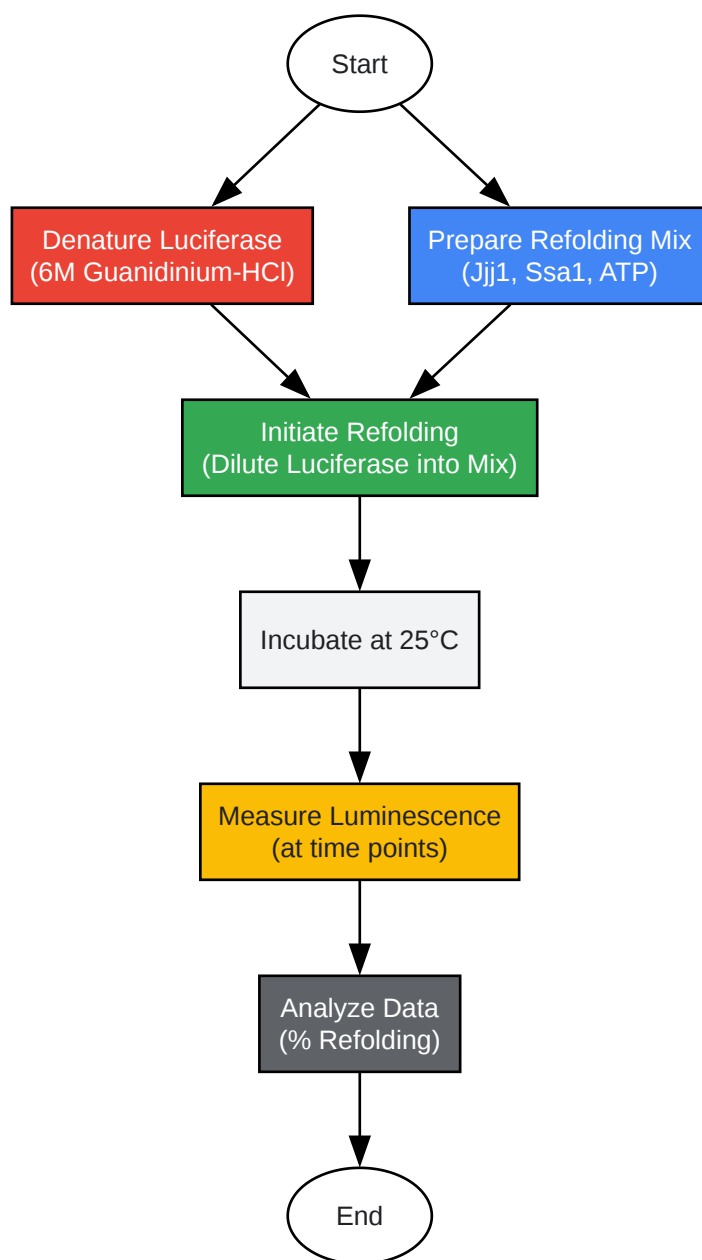 Start
Denature Luciferase
(6M Guanidinium-HCl)
Prepare Refolding Mix
(Jjj1, Ssa1, ATP)
Initiate Refolding
(Dilute Luciferase into Mix)
Incubate at 25°C
Measure Luminescence
(at time points)
Analyze Data
(% Refolding)
End